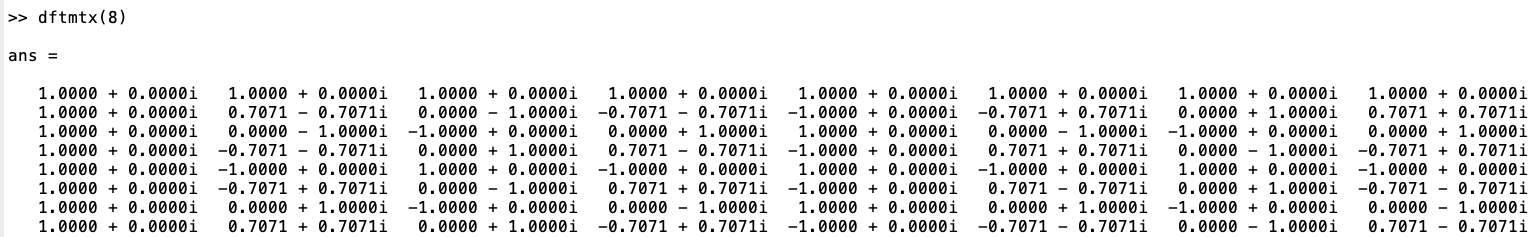 >> dftmtx(8)
ans =
1.0000 + 0.0000i 1.0000 + 0.0000i 1.0000 + 0.0000i 1.0000 + 0.0000i 1.0000 + 0.0000i 1.0000 + 0.0000i 1.0000 + 0.0000i 1.0000 + 0.0000i
1.0000 + 0.0000i 0.7071 - 0.7071i 0.0000 - 1.0000i -0.7071 - 0.7071i -1.0000 + 0.0000i -0.7071 + 0.7071i 0.0000 + 1.0000i 0.7071 + 0.7071i
1.0000 + 0.0000i 0.0000 - 1.0000i -1.0000 + 0.0000i 0.0000 + 1.0000i 1.0000 + 0.0000i 0.0000 - 1.0000i -1.0000 + 0.0000i 0.0000 + 1.0000i
1.0000 + 0.0000i -0.7071 - 0.7071i 0.0000 + 1.0000i 0.7071 - 0.7071i -1.0000 + 0.0000i 0.7071 + 0.7071i 0.0000 - 1.0000i -0.7071 + 0.7071i
1.0000 + 0.0000i -1.0000 + 0.0000i 1.0000 + 0.0000i -1.0000 + 0.0000i 1.0000 + 0.0000i -1.0000 + 0.0000i 1.0000 + 0.0000i -1.0000 + 0.0000i
1.0000 + 0.0000i -0.7071 + 0.7071i 0.0000 - 1.0000i 0.7071 + 0.7071i -1.0000 + 0.0000i 0.7071 - 0.7071i 0.0000 + 1.0000i -0.7071 - 0.7071i
1.0000 + 0.0000i 0.0000 + 1.0000i -1.0000 + 0.0000i 0.0000 - 1.0000i 1.0000 + 0.0000i 0.0000 + 1.0000i -1.0000 + 0.0000i 0.0000 - 1.0000i
1.0000 + 0.0000i 0.7071 + 0.7071i 0.0000 + 1.0000i -0.7071 + 0.7071i -1.0000 + 0.0000i -0.7071 - 0.7071i 0.0000 - 1.0000i 0.7071 - 0.7071i